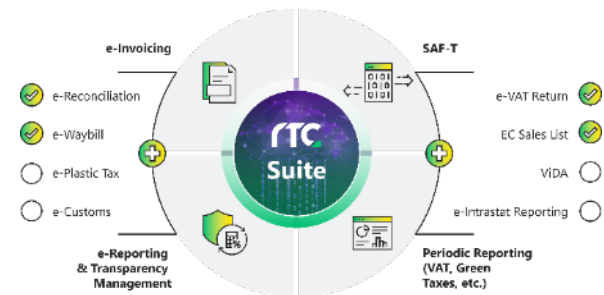 e-Invoicing
SAF-T
e-Reconciliation
e-Waybill
e-Plastic Tax
e-Customs
rtc
Suite
e-VAT Return
EC Sales List
ViDA
e-Intrastat Reporting
e-Reporting
& Transparency
Management
Periodic Reporting
(VAT, Green
Taxes, etc.)